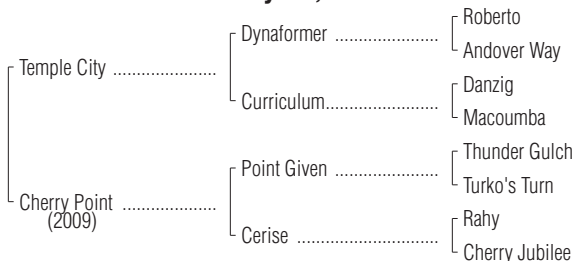 Roberto
Dynaformer ....................
Andover Way
Temple City ....................
Danzig
Curriculum......................
Macoumba
Thunder Gulch
Point Given ....................
Turko's Turn
Cherry Point ..................
(2009)
Rahy
Cerise ...........................
Cherry Jubilee